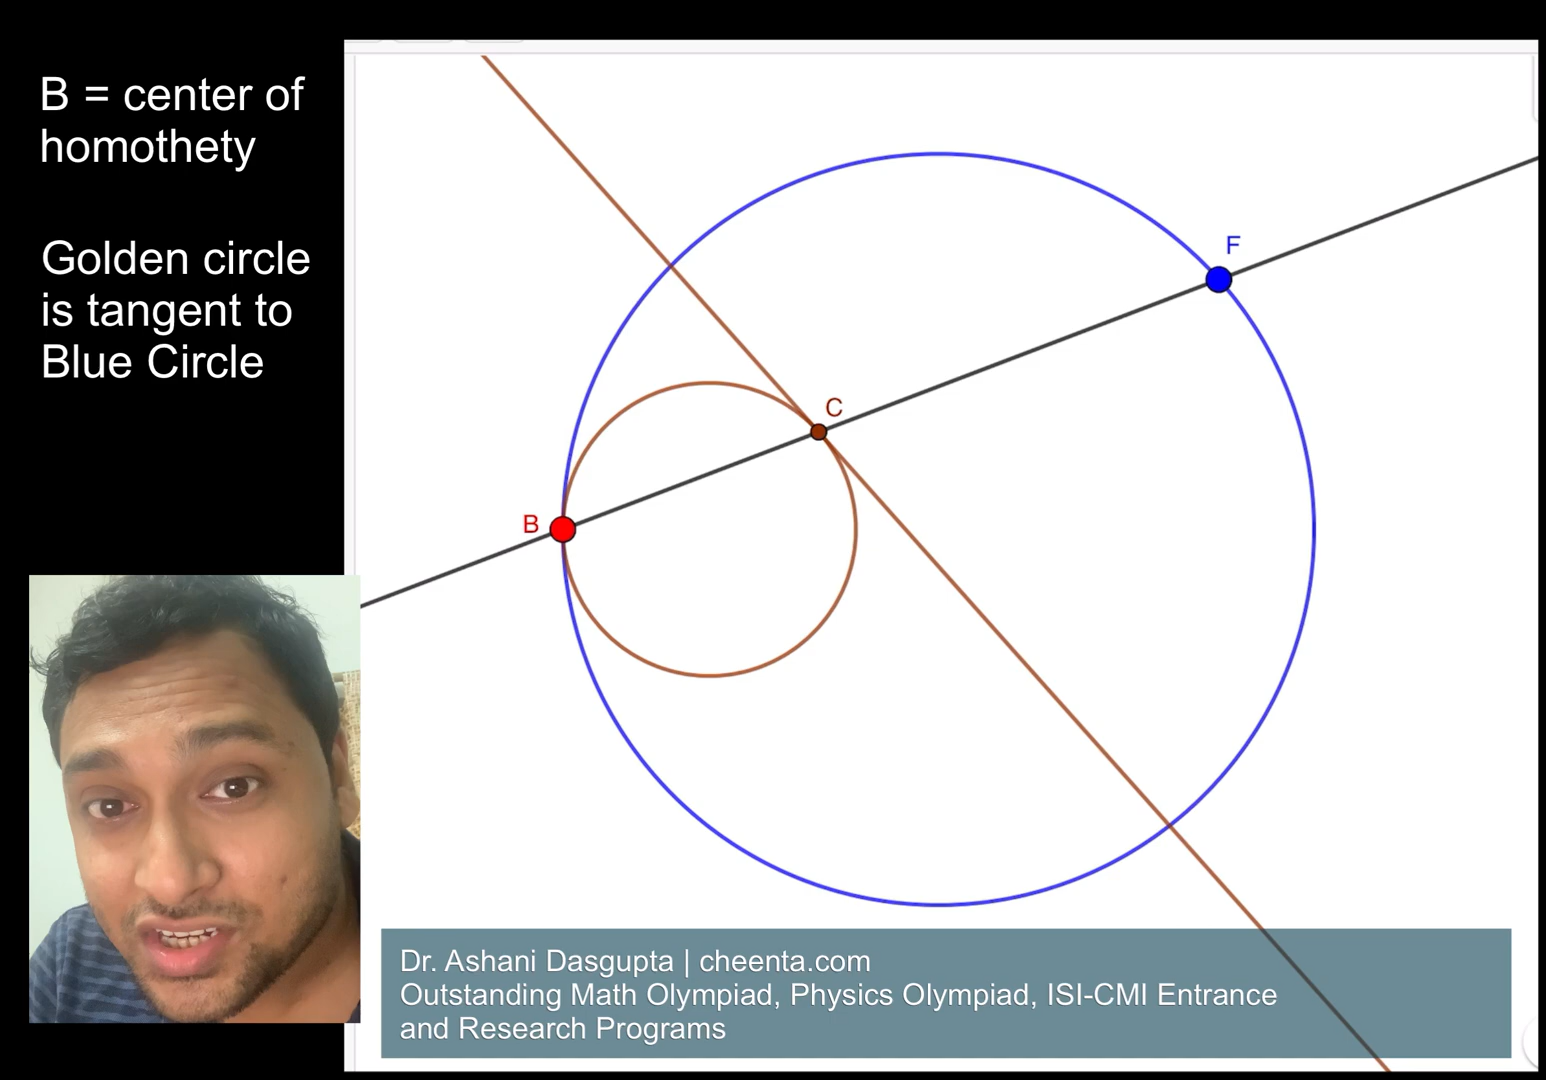 B = center of
homothety
Golden circle
is tangent to
Blue Circle
F
C
B
Dr. Ashani Dasgupta | cheenta.com
Outstanding Math Olympiad, Physics Olympiad, ISI-CMI Entrance
and Research Programs